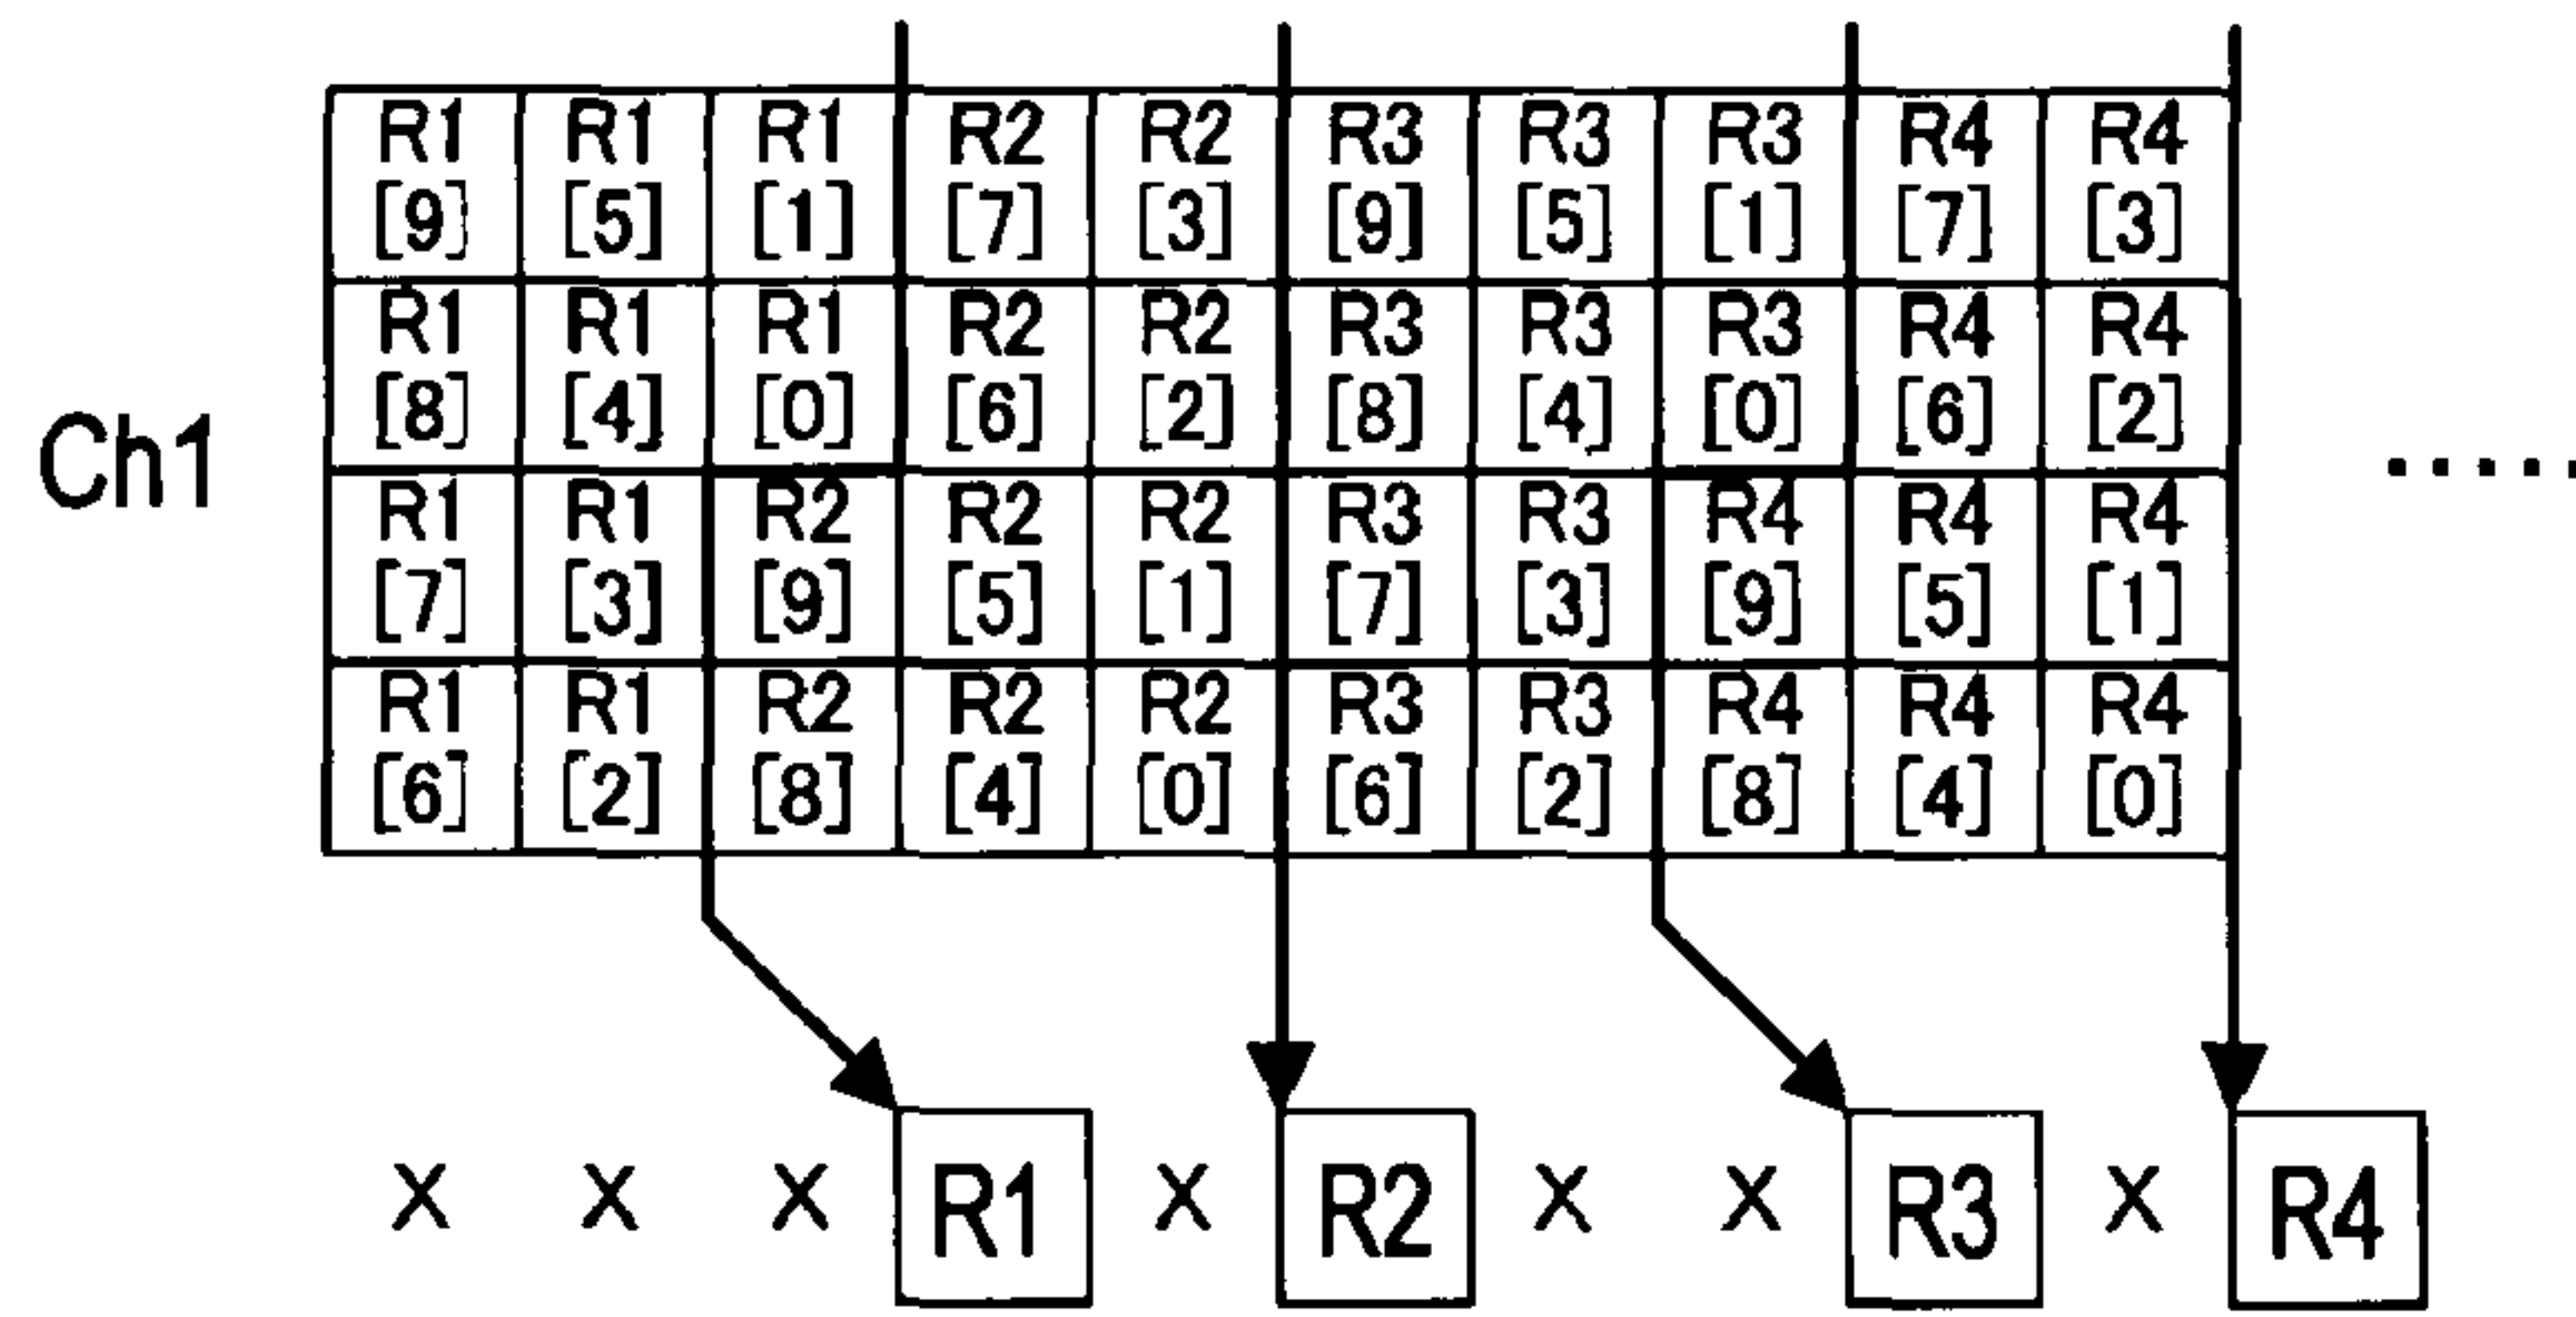 R1 R1 R1 R2 R2 R3 R3 R3 R4 R4
[9] [5] [1] [7] [3] [9] [5] [1] [7] [3]
R1 R1 R1 R2 R2 R3 R3 R3 R4 R4
[8] [4] [0] [6] [2] [8] [4] [0] [6] [2]
Ch1 .....
R1 R1 R2 R2 R2 R3 R3 R4 R4 R4
[7] [3] [9] [5] [1] [7] [3] [9] [5] [1]
R1 R1 R2 R2 R2 R3 R3 R4 R4 R4
[6] [2] [8] [4] [0] [6] [2] [8] [4] [0]
X X X R1 X R2 X X R3 X R4